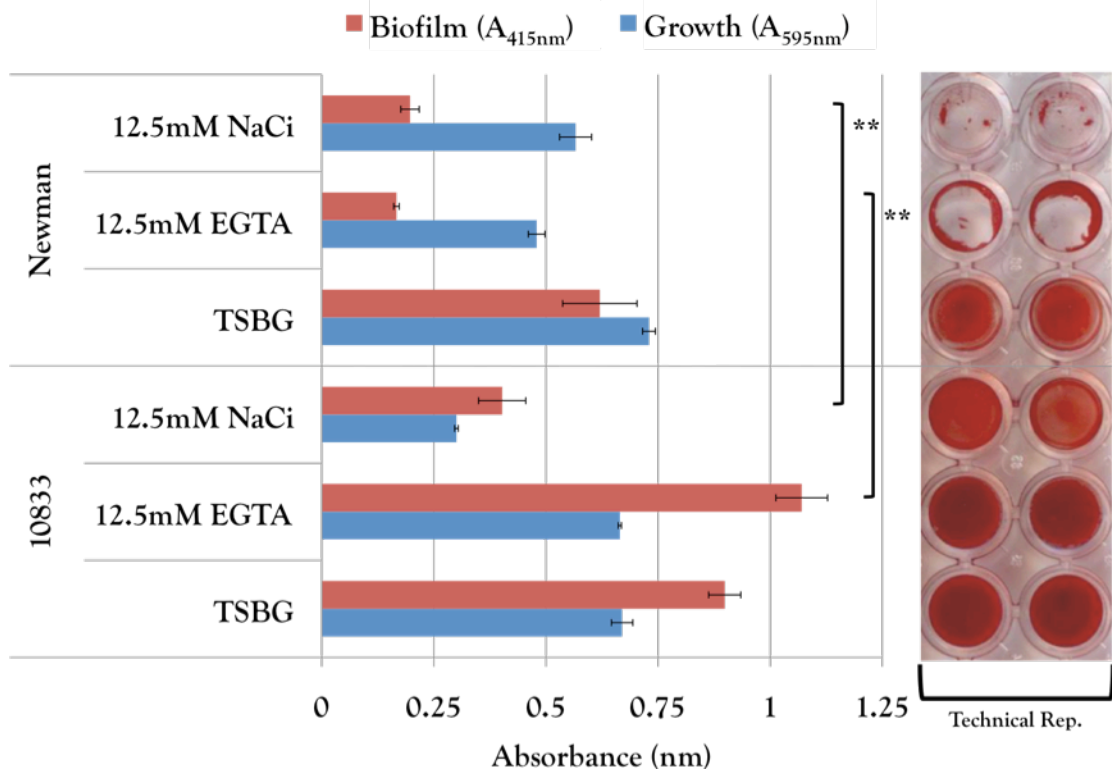 Biofilm (A415nm) Growth (A595nm)
Newman
12.5mM NaCi
**
12.5mM EGTA
**
TSBG
10833
12.5mM NaCi
12.5mM EGTA
TSBG
0 0.25 0.5 0.75 1 1.25
Absorbance (nm)
Technical Rep.